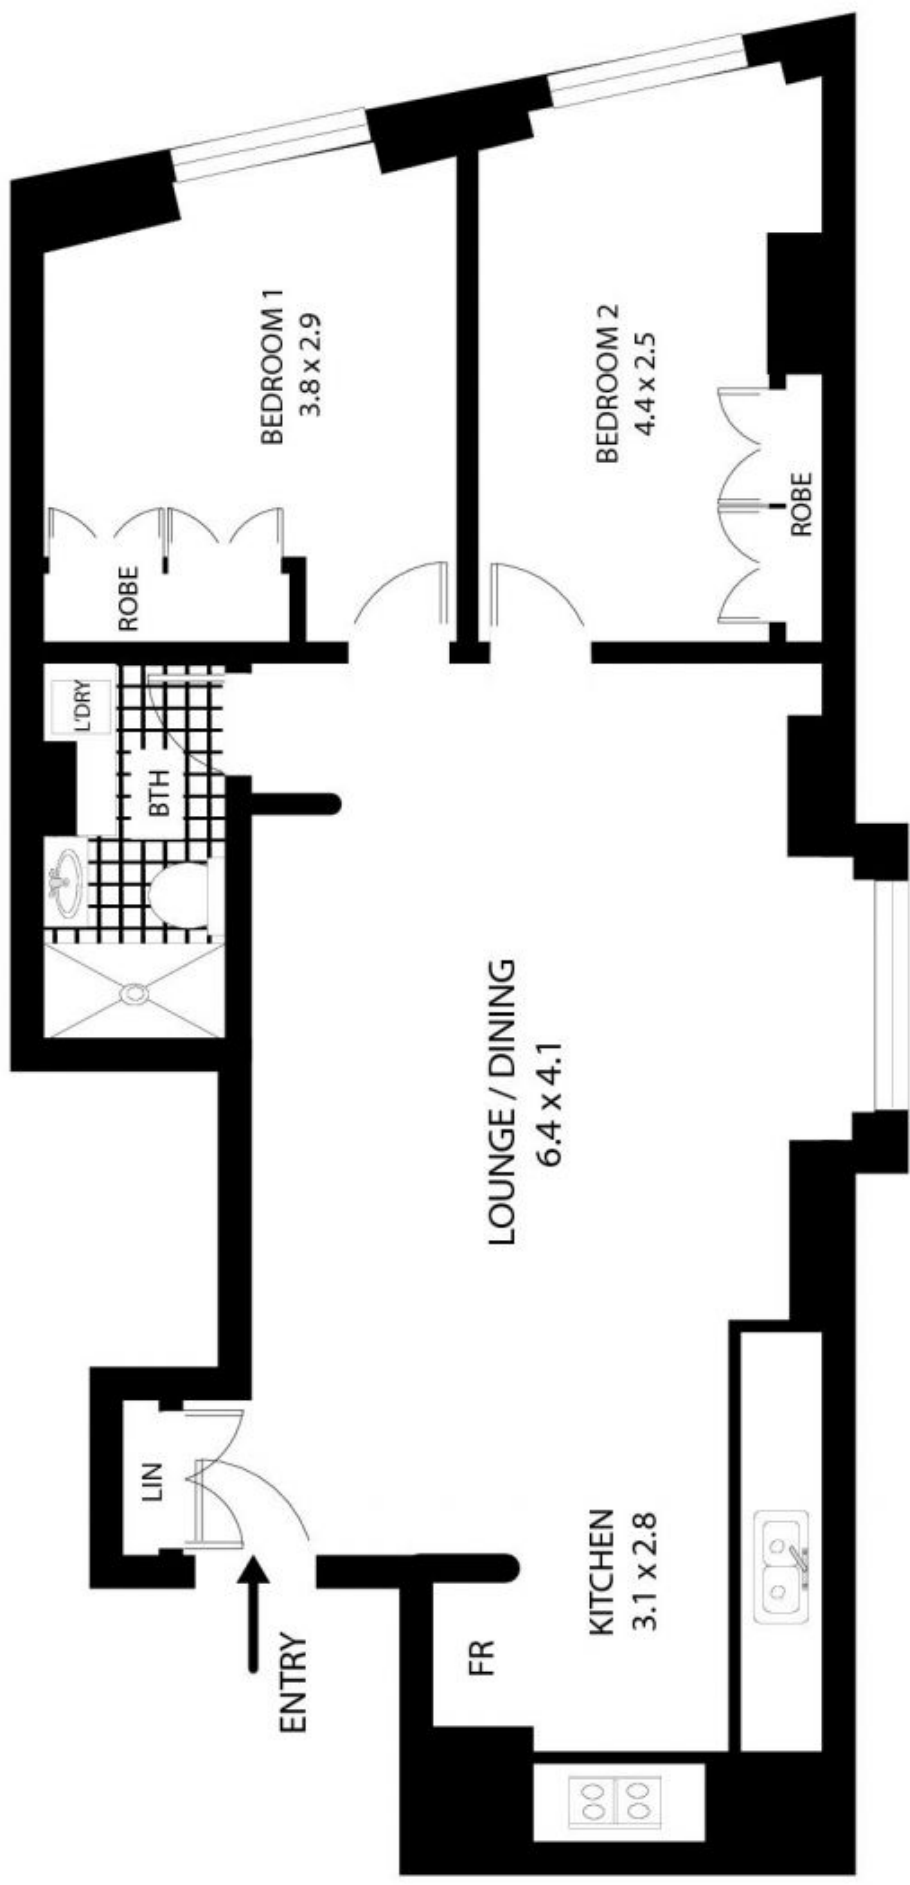 BEDROOM 1
3.8 x 2.9
BEDROOM 2
4.4 x 2.5
ROBE
ROBE
L'DRY
BTH
LOUNGE / DINING
6.4 x 4.1
LIN
KITCHEN
3.1 x 2.8
FR
ENTRY